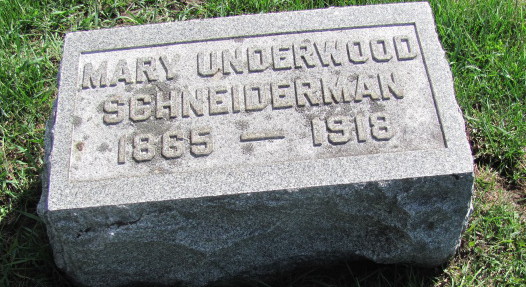 MARY UNDERWOOD
SCHNEIDERMAN
1865 — 1918